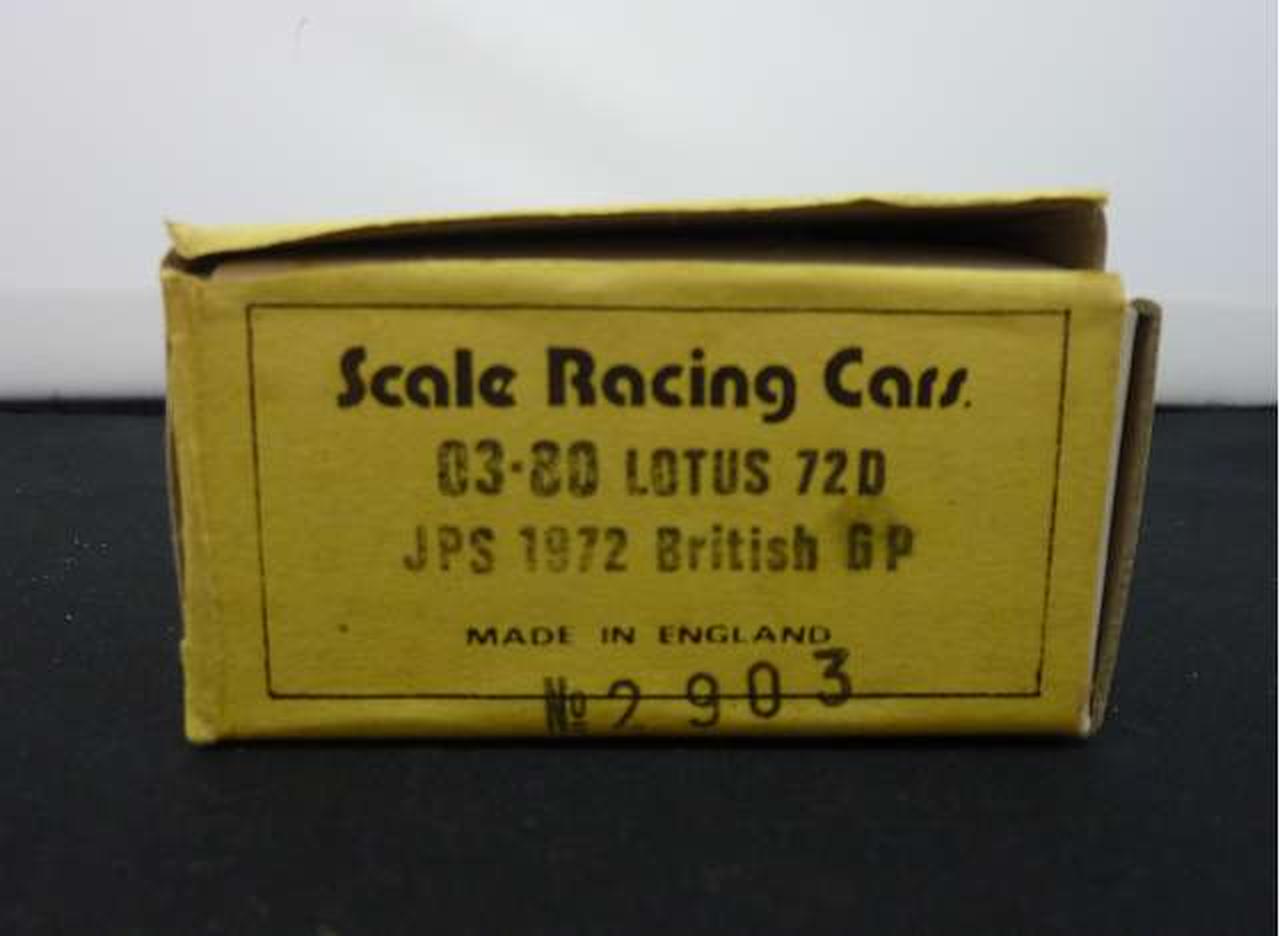 Scale Racing Cars.
03-80 LOTUS 72D
JPS 1972 British GP
MADE IN ENGLAND
No 2903